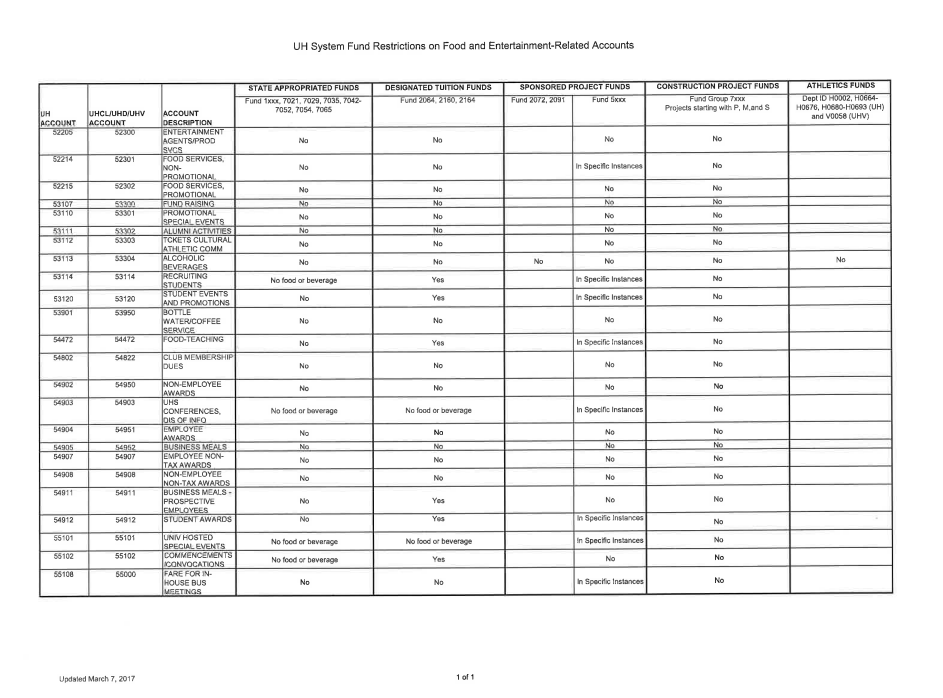 UH System Fund Restrictions on Food and Entertainment-Related Accounts
STATE APPROPRIATED FUNDS DESIGNATED TUITION FUNDS SPONSORED PROJECT FUNDS CONSTRUCTION PROJECT FUNDS ATHLETICS FUNDS
UH ACCOUNT UHCL/UHD/UHV ACCOUNT ACCOUNT DESCRIPTION Fund 1xxx, 7021, 7029, 7035, 7042-7052, 7054, 7065 Fund 2064, 2160, 2164 Fund 2072, 2091 Fund 5xxx Fund Group 7xxx Projects starting with P, M,and S Dept ID H0002, H0664-H0676, H0680-H0693 (UH) and V0058 (UHV)
52205 52300 ENTERTAINMENT AGENTS/PROD SVCS No No No No
52214 52301 FOOD SERVICES, NON-PROMOTIONAL No No In Specific Instances No
52215 52302 FOOD SERVICES, PROMOTIONAL No No No No
53107 53300 FUND RAISING No No No No
53110 53301 PROMOTIONAL SPECIAL EVENTS No No No No
53111 53302 ALUMNI ACTIVITIES No No No No
53112 53303 TCKETS CULTURAL ATHLETIC COMM No No No No
53113 53304 ALCOHOLIC BEVERAGES No No No No No No
53114 53114 RECRUITING STUDENTS No food or beverage Yes In Specific Instances No
53120 53120 STUDENT EVENTS AND PROMOTIONS No Yes In Specific Instances No
53901 53950 BOTTLE WATER/COFFEE SERVICE No No No No
54472 54472 FOOD-TEACHING No Yes In Specific Instances No
54802 54822 CLUB MEMBERSHIP DUES No No No No
54902 54950 NON-EMPLOYEE AWARDS No No No No
54903 54903 UHS CONFERENCES, DIS OF INFO No food or beverage No food or beverage In Specific Instances No
54904 54951 EMPLOYEE AWARDS No No No No
54905 54952 BUSINESS MEALS No No No No
54907 54907 EMPLOYEE NON-TAX AWARDS No No No No
54908 54908 NON-EMPLOYEE NON-TAX AWARDS No No No No
54911 54911 BUSINESS MEALS - PROSPECTIVE EMPLOYEES No Yes No No
54912 54912 STUDENT AWARDS No Yes In Specific Instances No
55101 55101 UNIV HOSTED SPECIAL EVENTS No food or beverage No food or beverage In Specific Instances No
55102 55102 COMMENCEMENTS /CONVOCATIONS No food or beverage Yes No No
55108 55000 FARE FOR IN-HOUSE BUS MEETINGS No No In Specific Instances No
Updated March 7, 2017 1 of 1